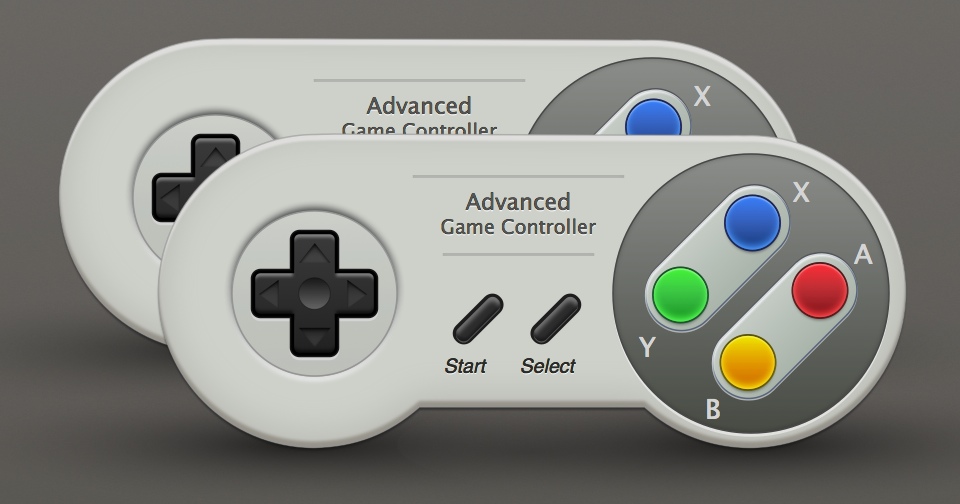 Advanced
Game Controller
X
Advanced
Game Controller
X
A
Y
B
Start
Select